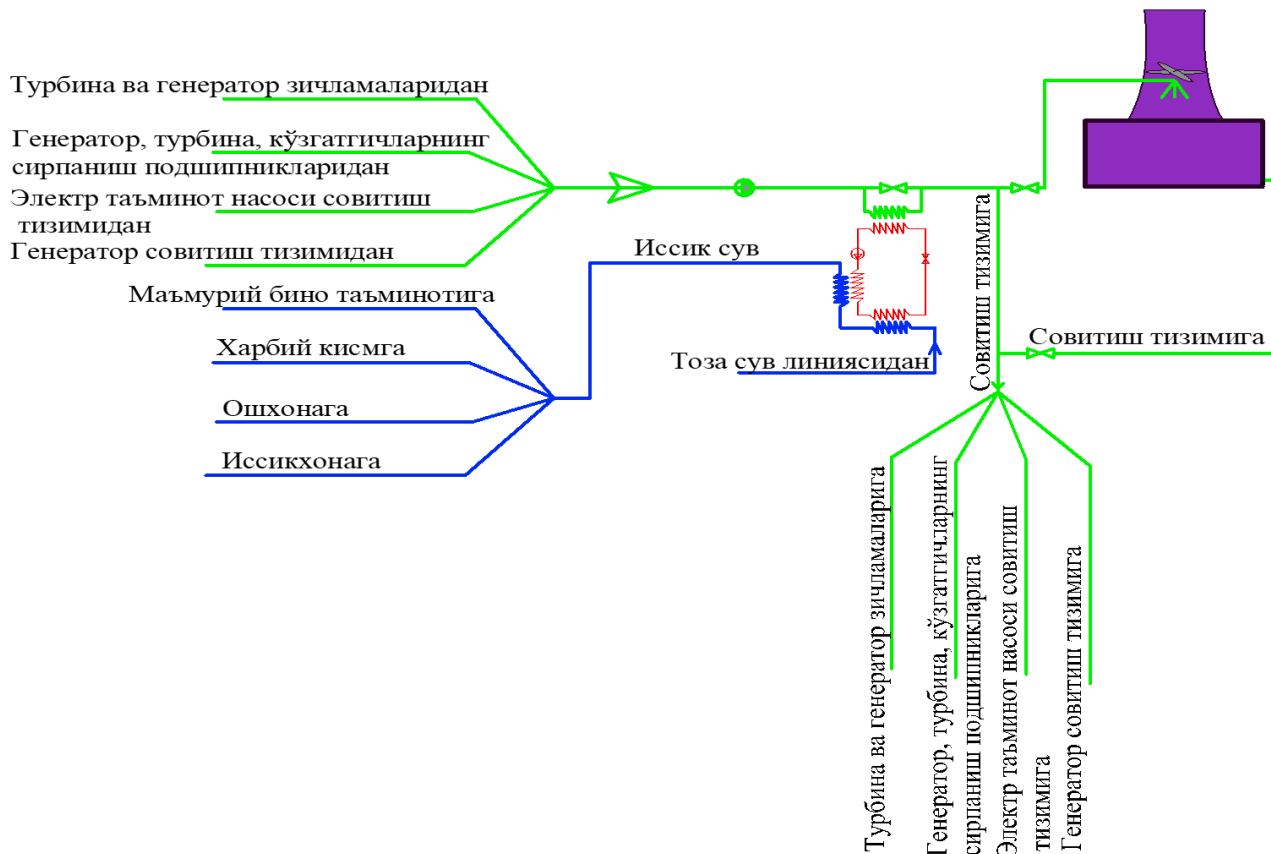 Турбина ва генератор зичламаларидан
Генератор, турбина, кўзгатгичларнинг
сирпаниш подшипникларидан
Электр таъминот насоси совитиш
тизимидан
Генератор совитиш тизимидан
Маъмурий бино таъминотига
Харбий кисмга
Ошхонага
Иссикхонага
Иссик сув
Тоза сув линиясидан
Совитиш тизимига
Совитиш тизимига
Турбина ва генератор зичламаларига
Генератор, турбина, кўзгатгичларнинг
сирпаниш подшипникларига
Электр таъминот насоси совитиш
тизимига
Генератор совитиш тизимига